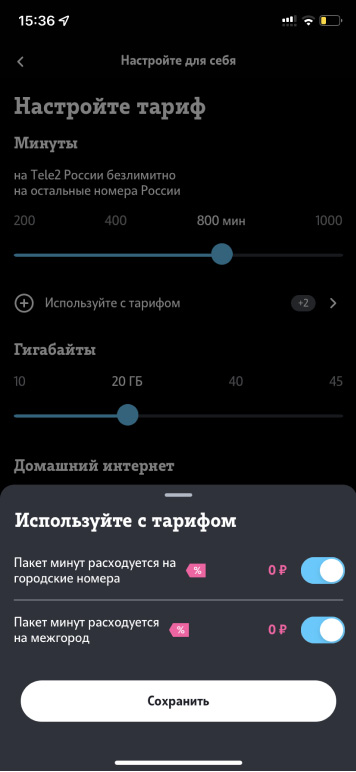 15:36
Настройте для себя
Настройте тариф
Минуты
на Tele2 России безлимитно
на остальные номера России
200 400 800 мин 1000
Используйте с тарифом +2
Гигабайты
10 20 ГБ 40 45
Домашний интернет
Используйте с тарифом
Пакет минут расходуется на
городские номера % 0 ₽
Пакет минут расходуется
на межгород % 0 ₽
Сохранить